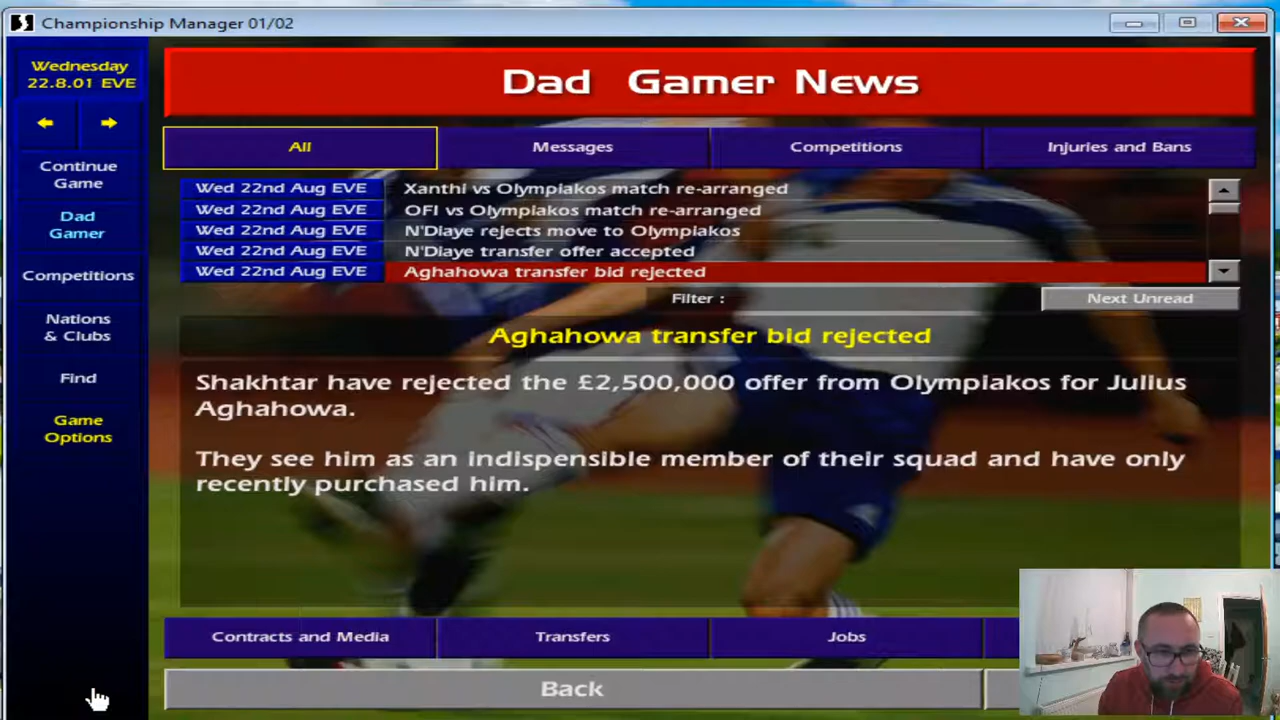 Championship Manager 01/02
Wednesday
22.8.01 EVE
Continue
Game
Dad
Gamer
Competitions
Nations
& Clubs
Find
Game
Options
Dad Gamer News
All
Messages
Competitions
Injuries and Bans
Wed 22nd Aug EVE Xanthi vs Olympiakos match re-arranged
Wed 22nd Aug EVE OFI vs Olympiakos match re-arranged
Wed 22nd Aug EVE N'Diaye rejects move to Olympiakos
Wed 22nd Aug EVE N'Diaye transfer offer accepted
Wed 22nd Aug EVE Aghahowa transfer bid rejected
Filter :
Next Unread
Aghahowa transfer bid rejected
Shakhtar have rejected the £2,500,000 offer from Olympiakos for Julius
Aghahowa.
They see him as an indispensible member of their squad and have only
recently purchased him.
Contracts and Media
Transfers
Jobs
Back